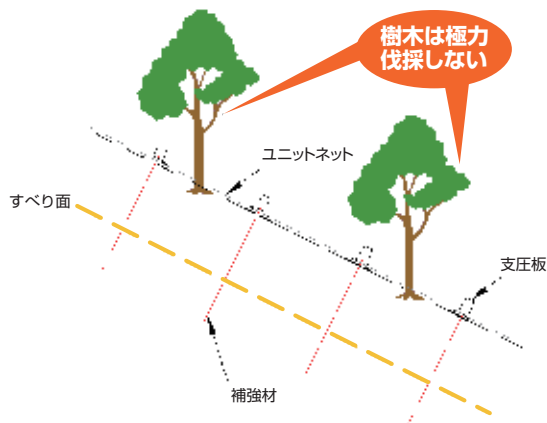 樹木は極力
伐採しない
ユニットネット
すべり面
支圧板
補強材